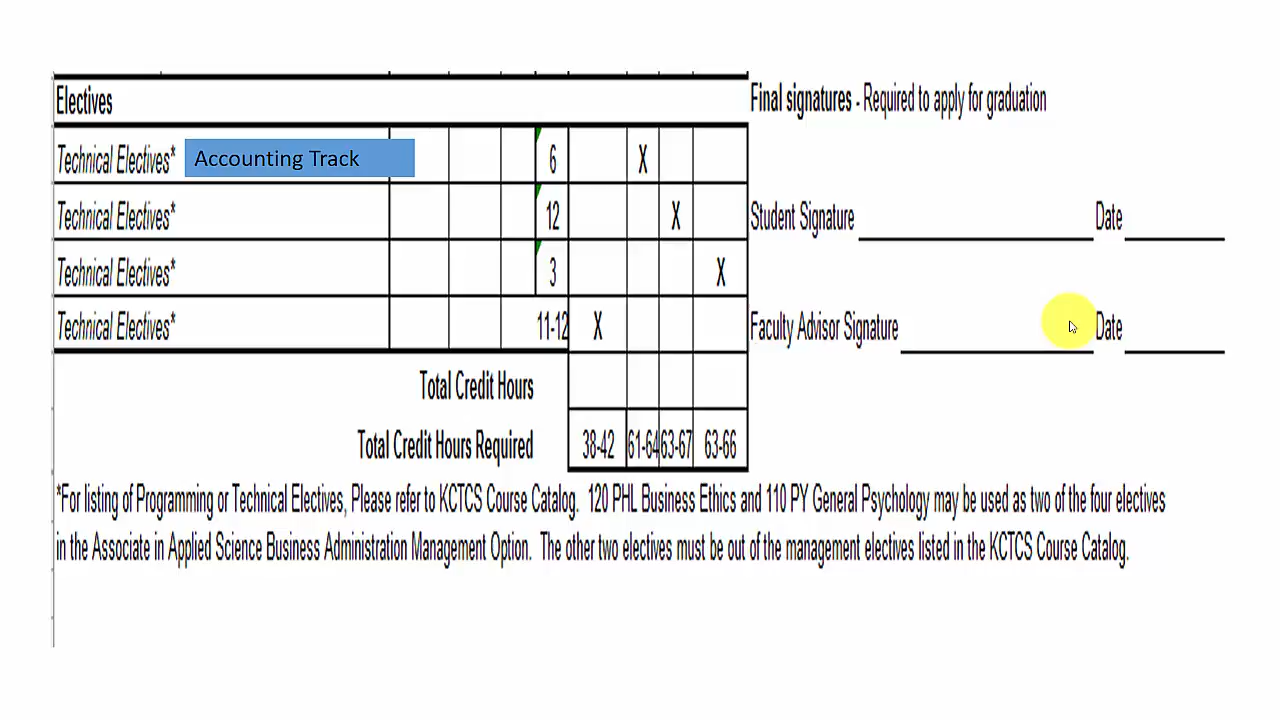 Electives
Final signatures - Required to apply for graduation
Technical Electives* Accounting Track 6 X
Technical Electives* 12 X Student Signature Date
Technical Electives* 3 X
Technical Electives* 11-12 X Faculty Advisor Signature Date
Total Credit Hours
Total Credit Hours Required 38-42 61-64 63-67 63-66
*For listing of Programming or Technical Electives, Please refer to KCTCS Course Catalog. 120 PHL Business Ethics and 110 PY General Psychology may be used as two of the four electives
in the Associate in Applied Science Business Administration Management Option. The other two electives must be out of the management electives listed in the KCTCS Course Catalog.